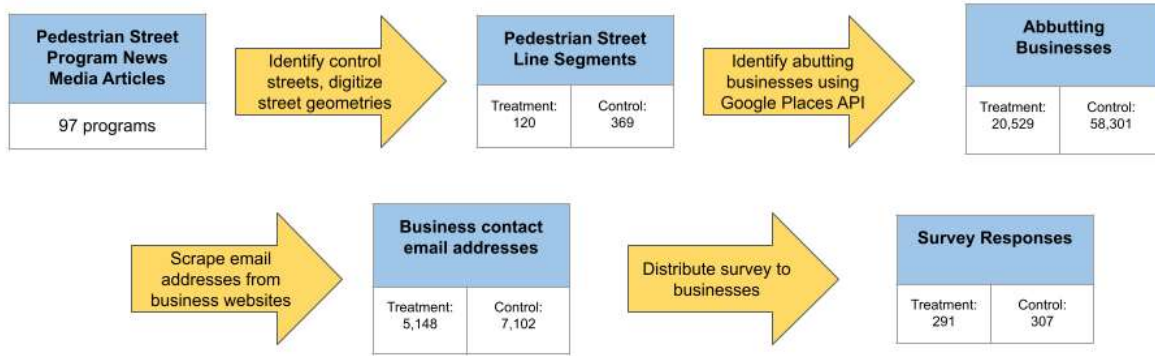 Pedestrian Street
Program News
Media Articles
97 programs
Identify control
streets, digitize
street geometries
Pedestrian Street
Line Segments
Treatment:
120
Control:
369
Identify abutting
businesses using
Google Places API
Abbutting
Businesses
Treatment:
20,529
Control:
58,301
Scrape email
addresses from
business websites
Business contact
email addresses
Treatment:
5,148
Control:
7,102
Distribute survey to
businesses
Survey Responses
Treatment:
291
Control:
307